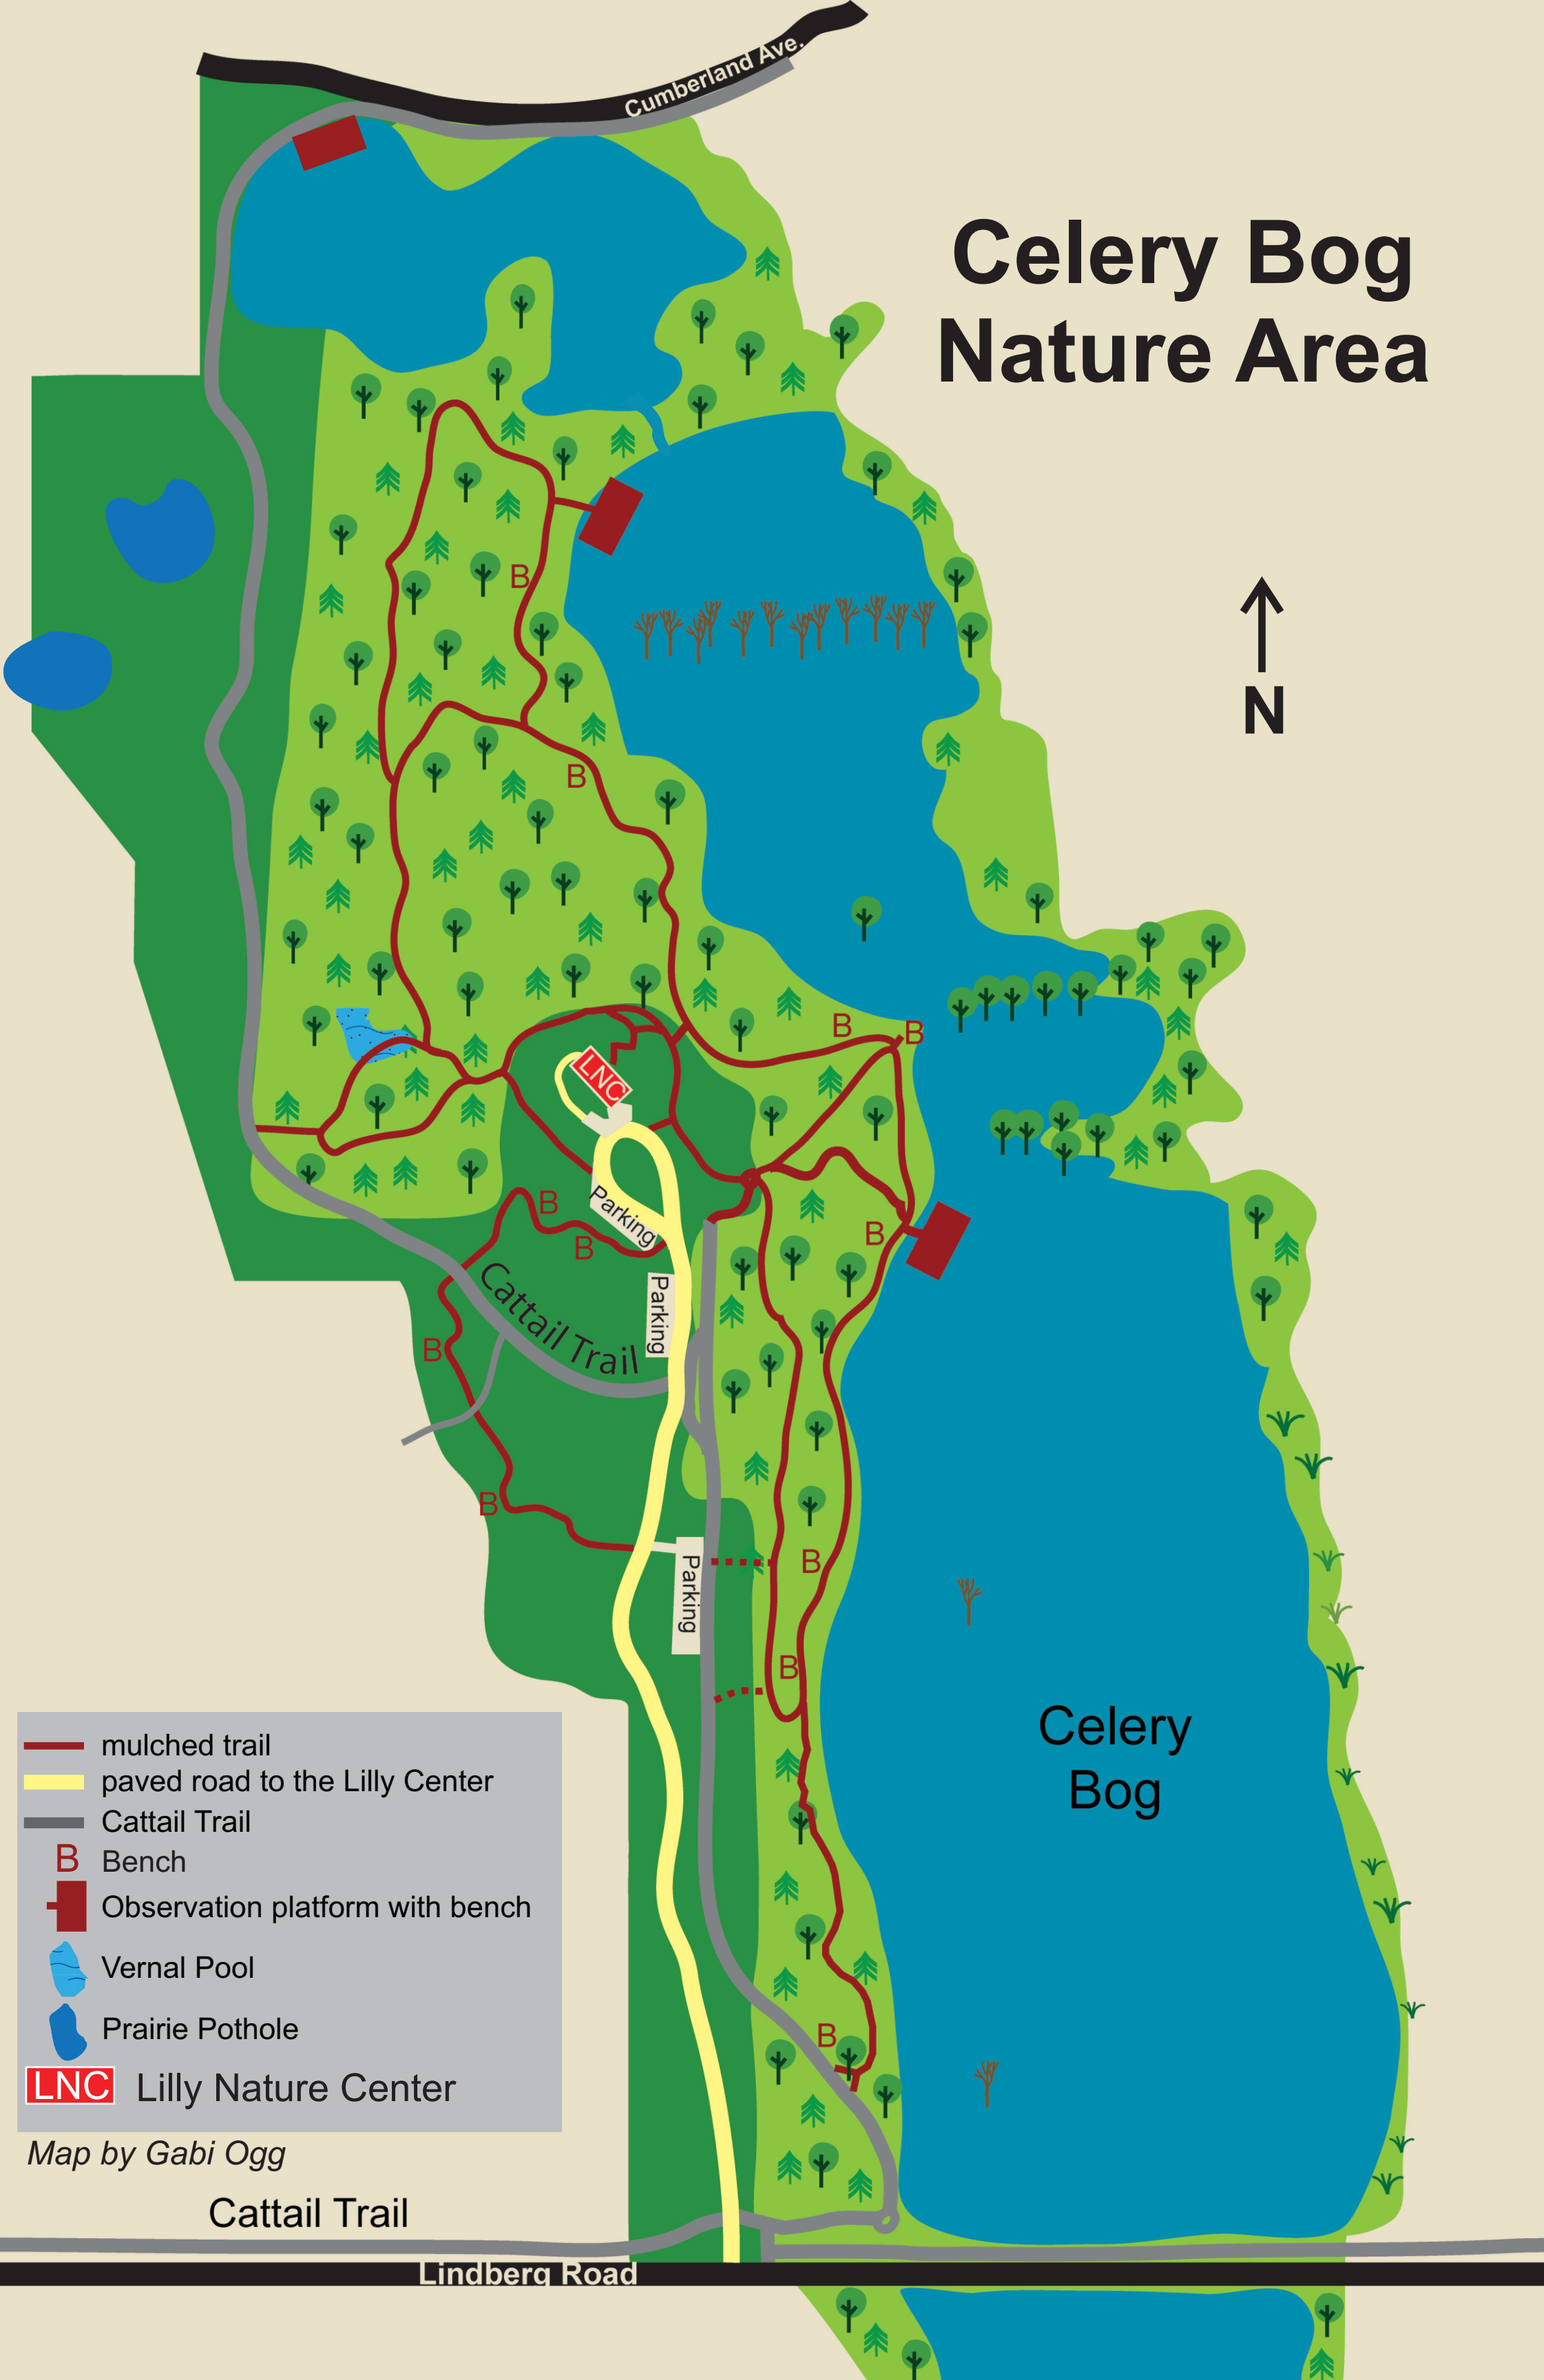 Cumberland Ave.
Celery Bog
Nature Area
N
B
B
LNC
B
B
Parking
B
B
B
Cattail Trail
Parking
B
B
B
Parking
B
Celery
Bog
B
mulched trail
paved road to the Lilly Center
Cattail Trail
B Bench
Observation platform with bench
Vernal Pool
Prairie Pothole
LNC Lilly Nature Center
Map by Gabi Ogg
Cattail Trail
Lindberg Road